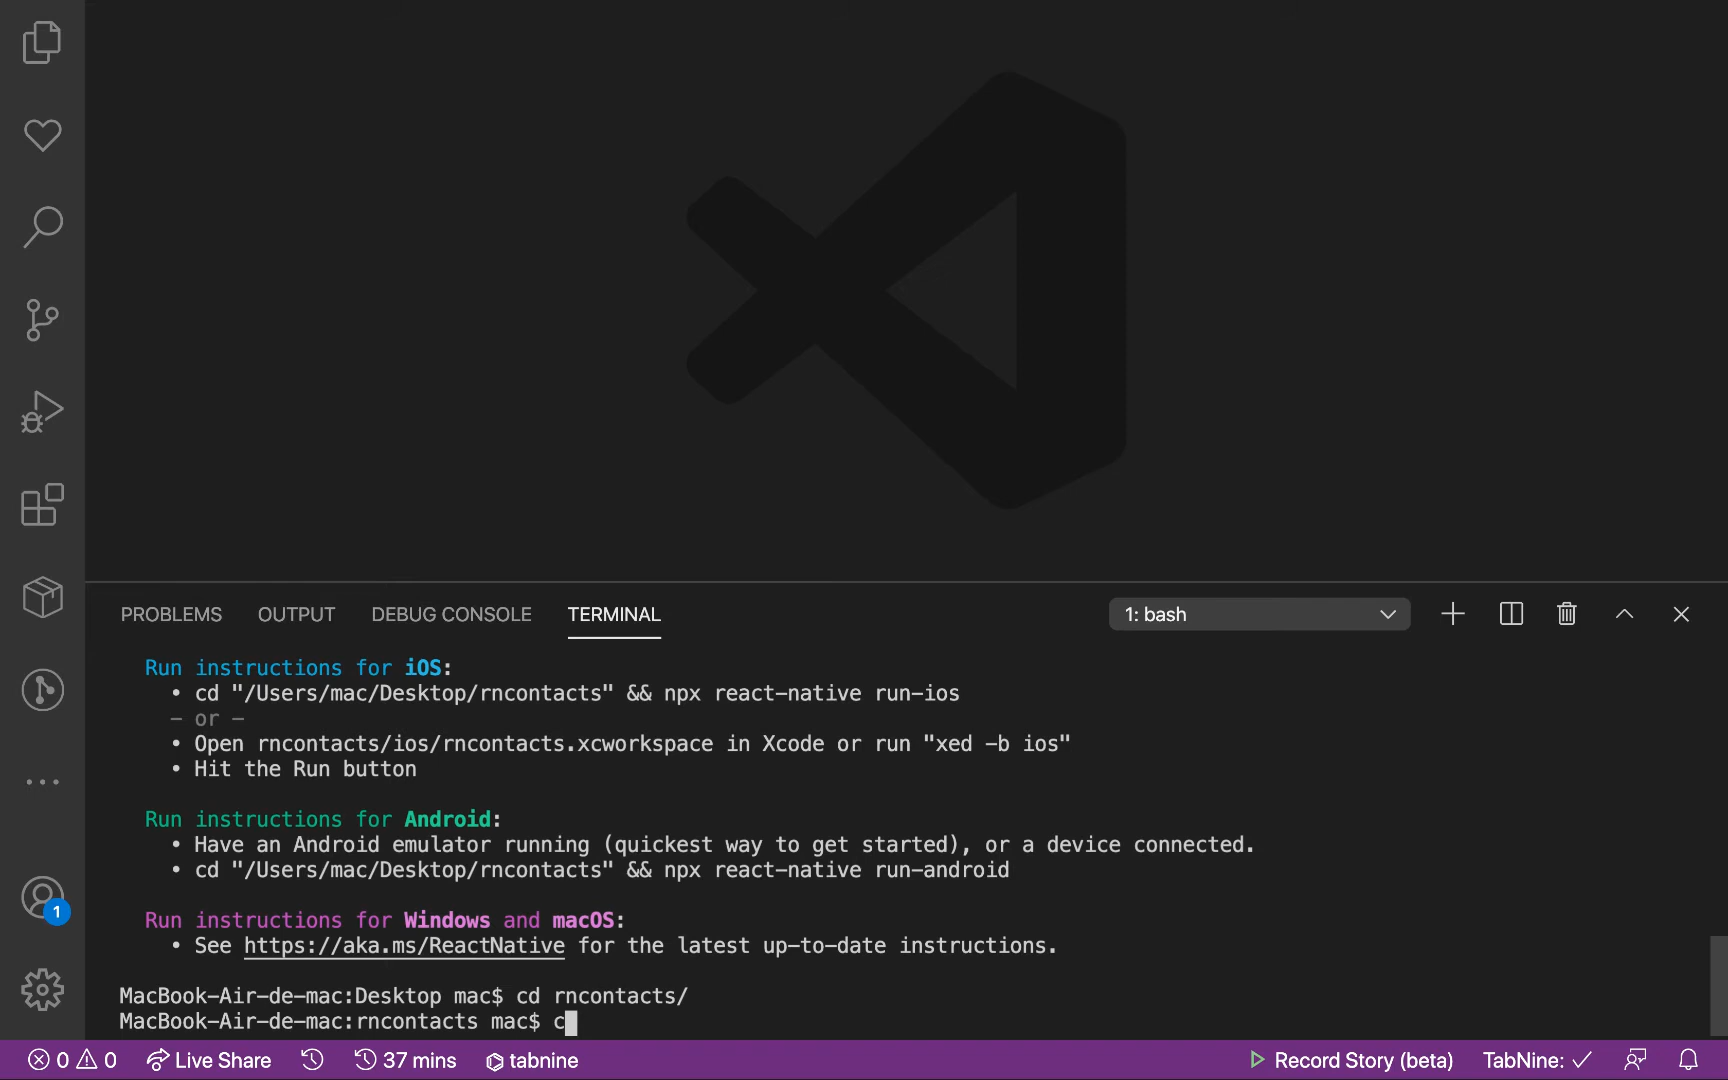 PROBLEMS OUTPUT DEBUG CONSOLE TERMINAL 1: bash
Run instructions for iOS:
• cd "/Users/mac/Desktop/rncontacts" && npx react-native run-ios
- or -
• Open rncontacts/ios/rncontacts.xcworkspace in Xcode or run "xed -b ios"
• Hit the Run button
Run instructions for Android:
• Have an Android emulator running (quickest way to get started), or a device connected.
• cd "/Users/mac/Desktop/rncontacts" && npx react-native run-android
Run instructions for Windows and macOS:
• See https://aka.ms/ReactNative for the latest up-to-date instructions.
MacBook-Air-de-mac:Desktop mac$ cd rncontacts/
MacBook-Air-de-mac:rncontacts mac$ c
1
0 0 Live Share 37 mins tabnine Record Story (beta) TabNine: ✓